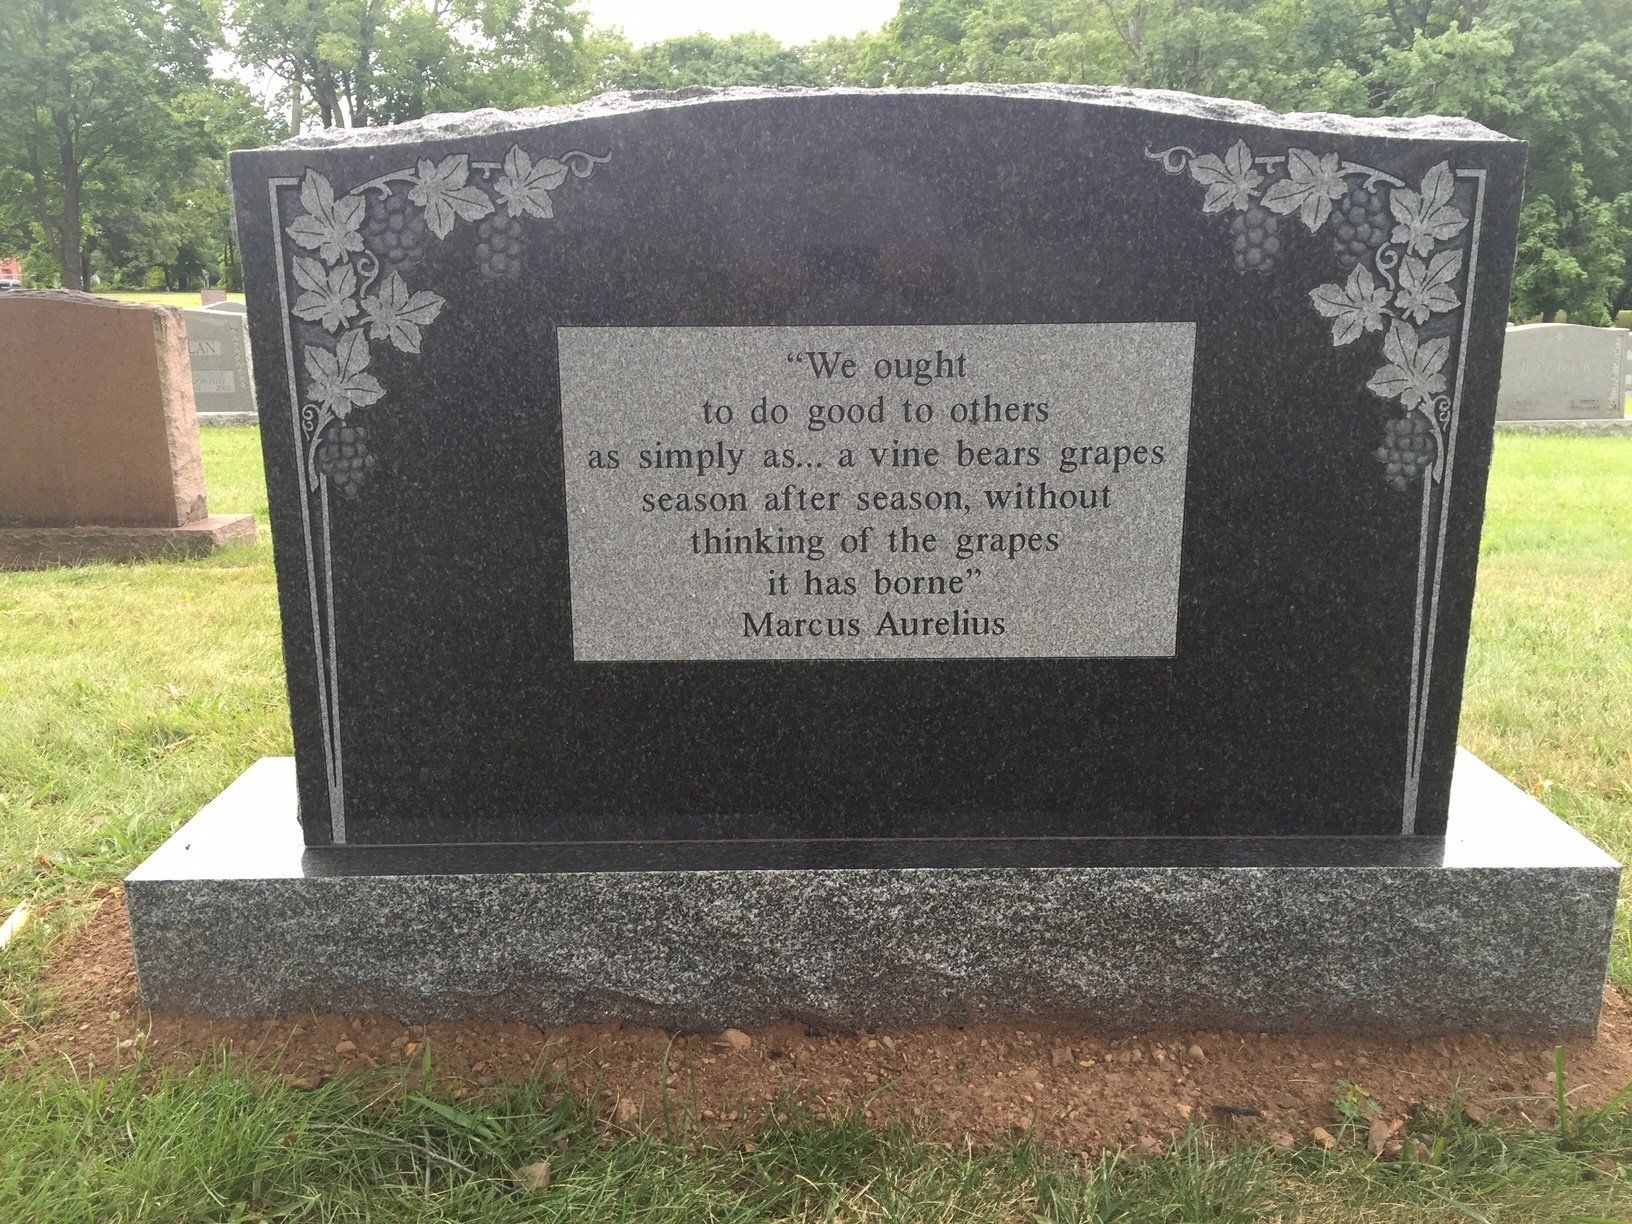 “We ought
to do good to others
as simply as... a vine bears grapes
season after season, without
thinking of the grapes
it has borne”
Marcus Aurelius
LAN